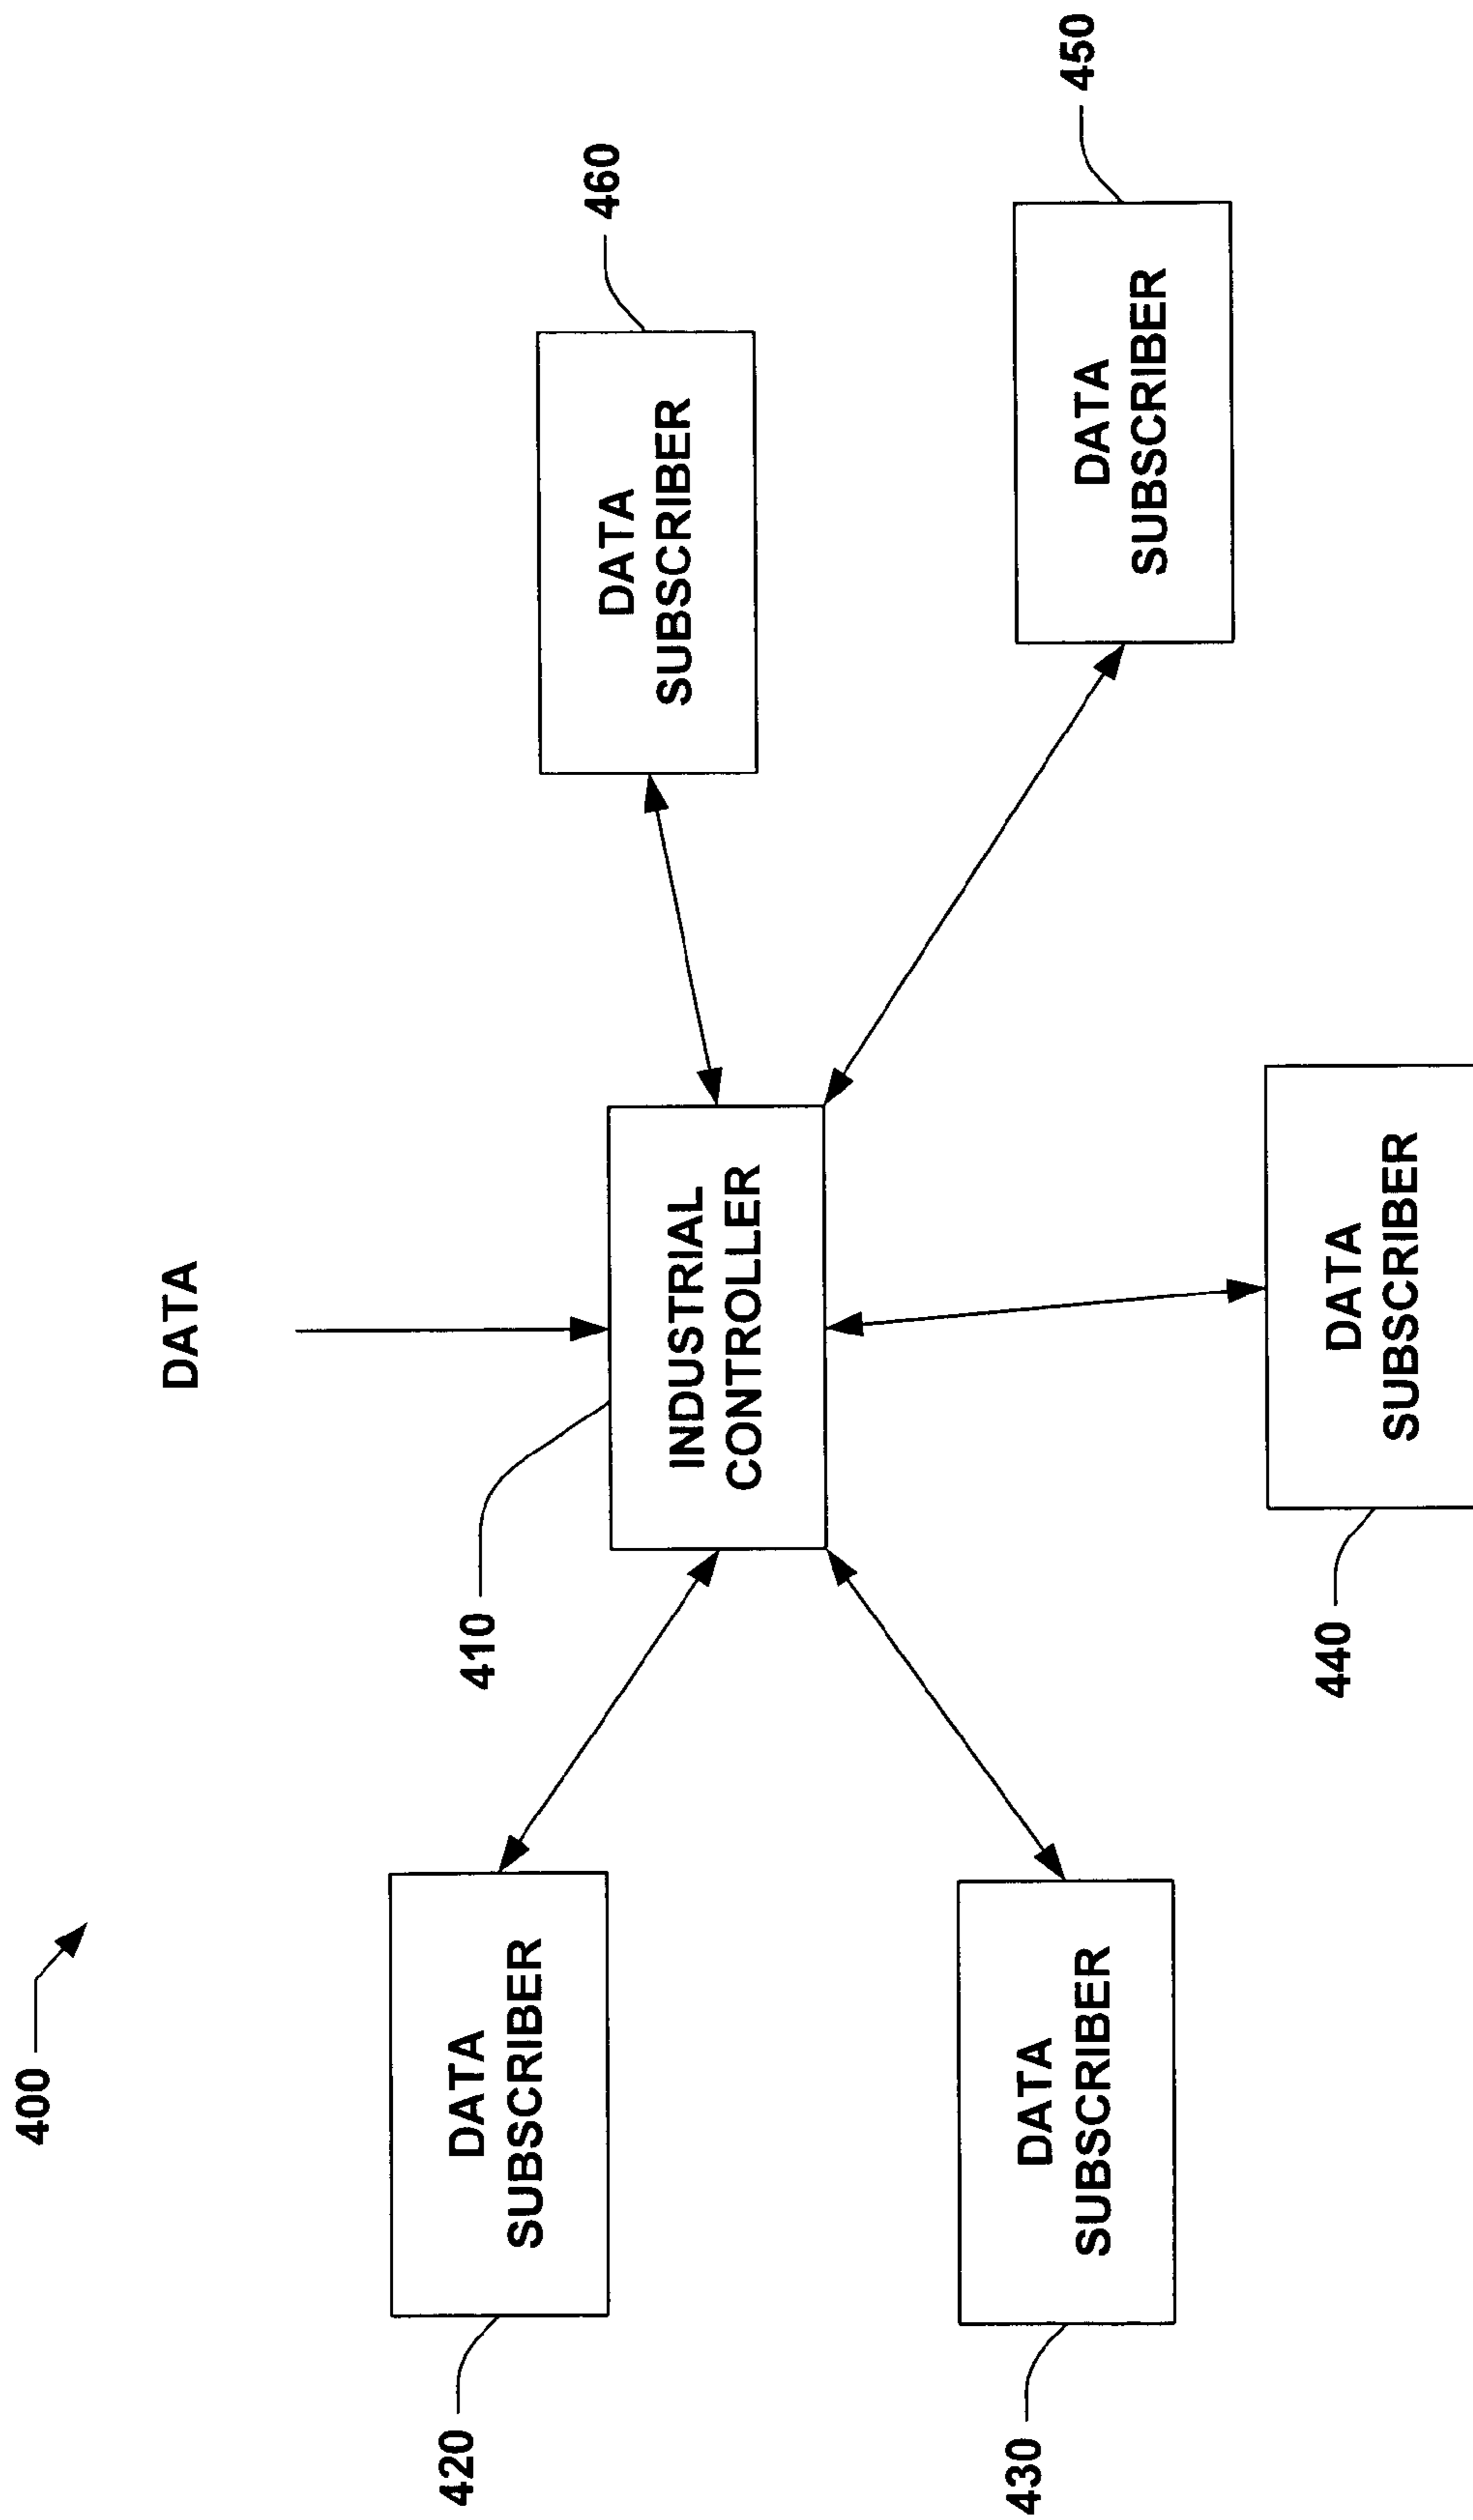 400
DATA
410
INDUSTRIAL
CONTROLLER
420
DATA
SUBSCRIBER
460
DATA
SUBSCRIBER
430
DATA
SUBSCRIBER
450
DATA
SUBSCRIBER
440
DATA
SUBSCRIBER